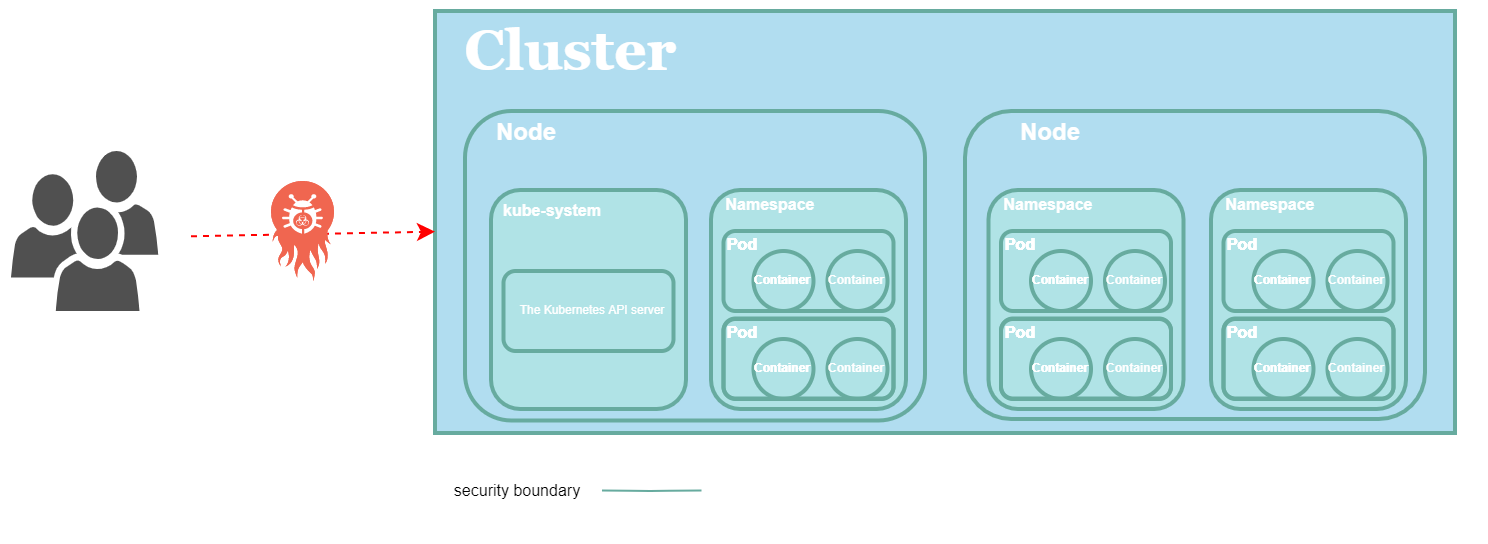 Cluster
Node
Node
kube-system
Namespace
Namespace
Namespace
Pod
Pod
Pod
Container
Container
Container
Container
Container
Container
The Kubernetes API server
Pod
Pod
Pod
Container
Container
Container
Container
Container
Container
security boundary